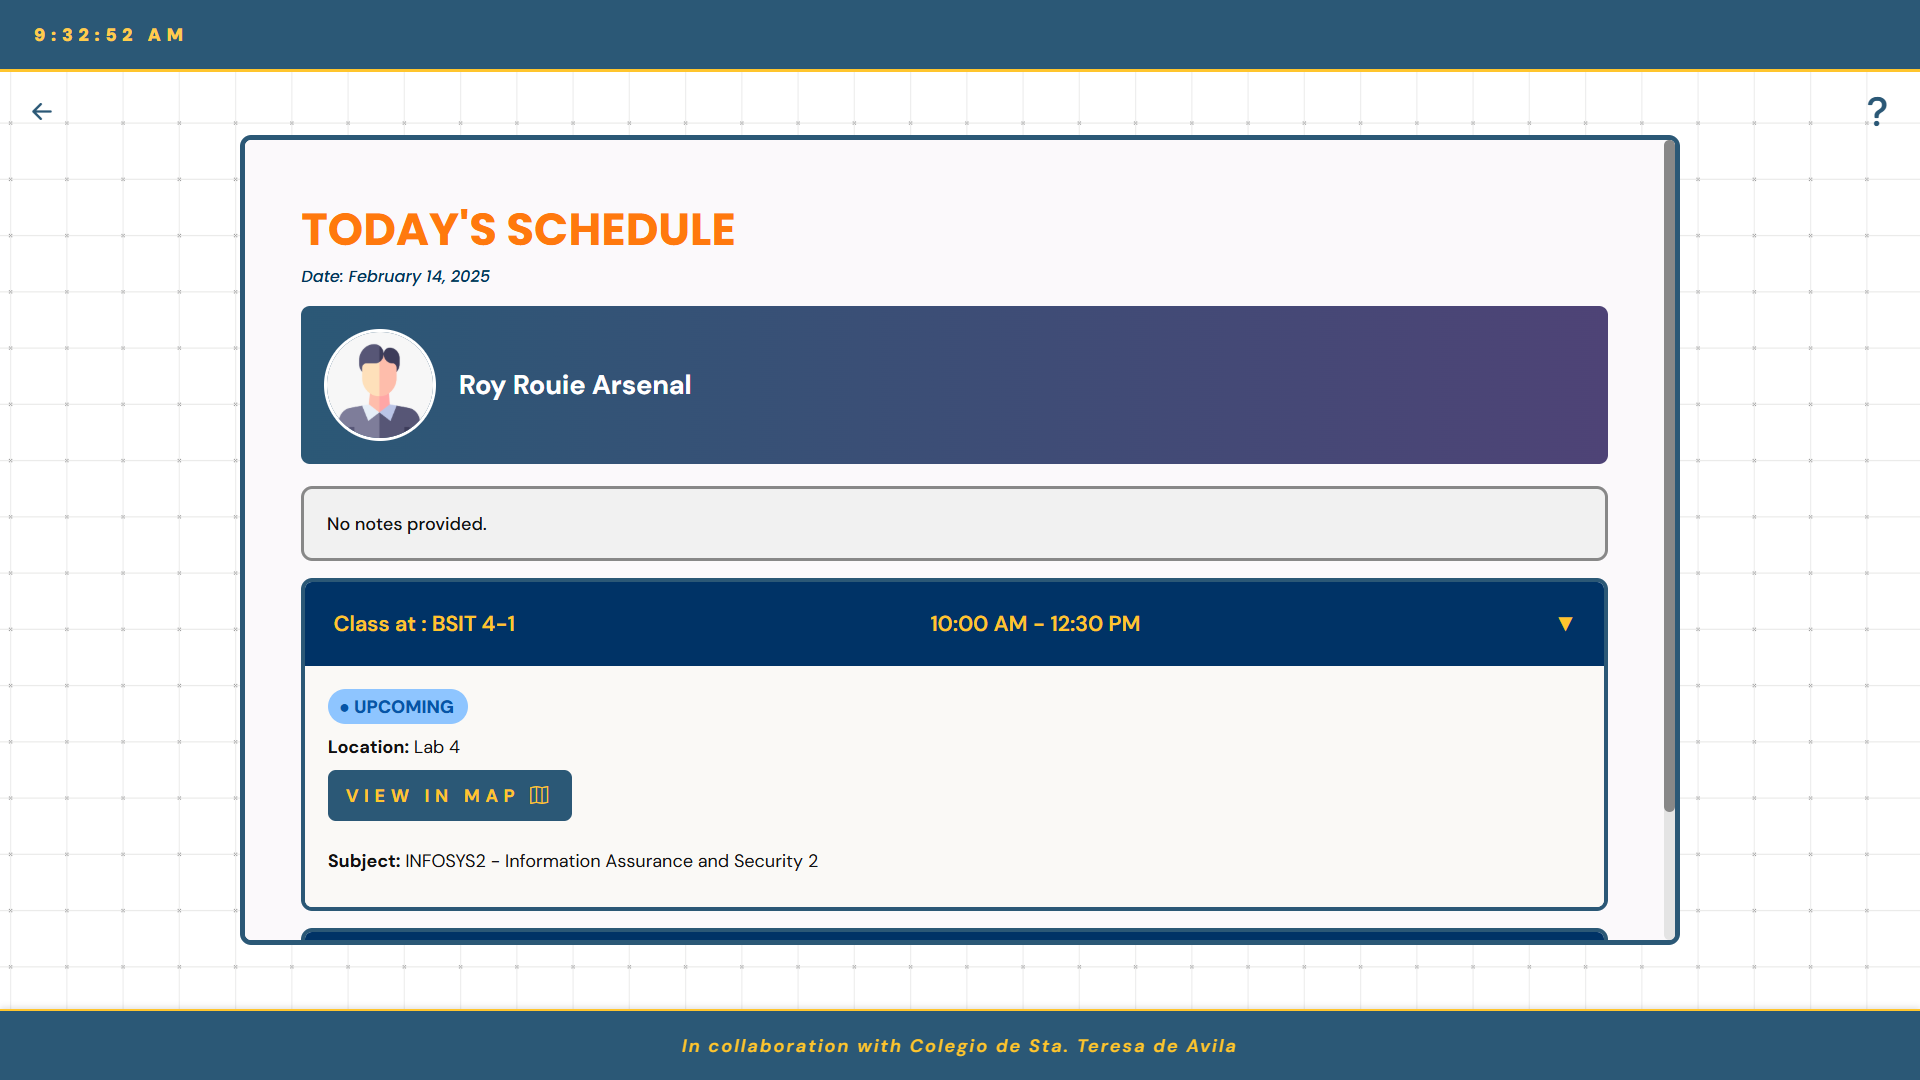 9:32:52 AM
?
TODAY'S SCHEDULE
Date: February 14, 2025
Roy Rouie Arsenal
No notes provided.
Class at : BSIT 4-1 10:00 AM - 12:30 PM ▼
● UPCOMING
Location: Lab 4
VIEW IN MAP
Subject: INFOSYS2 - Information Assurance and Security 2
In collaboration with Colegio de Sta. Teresa de Avila